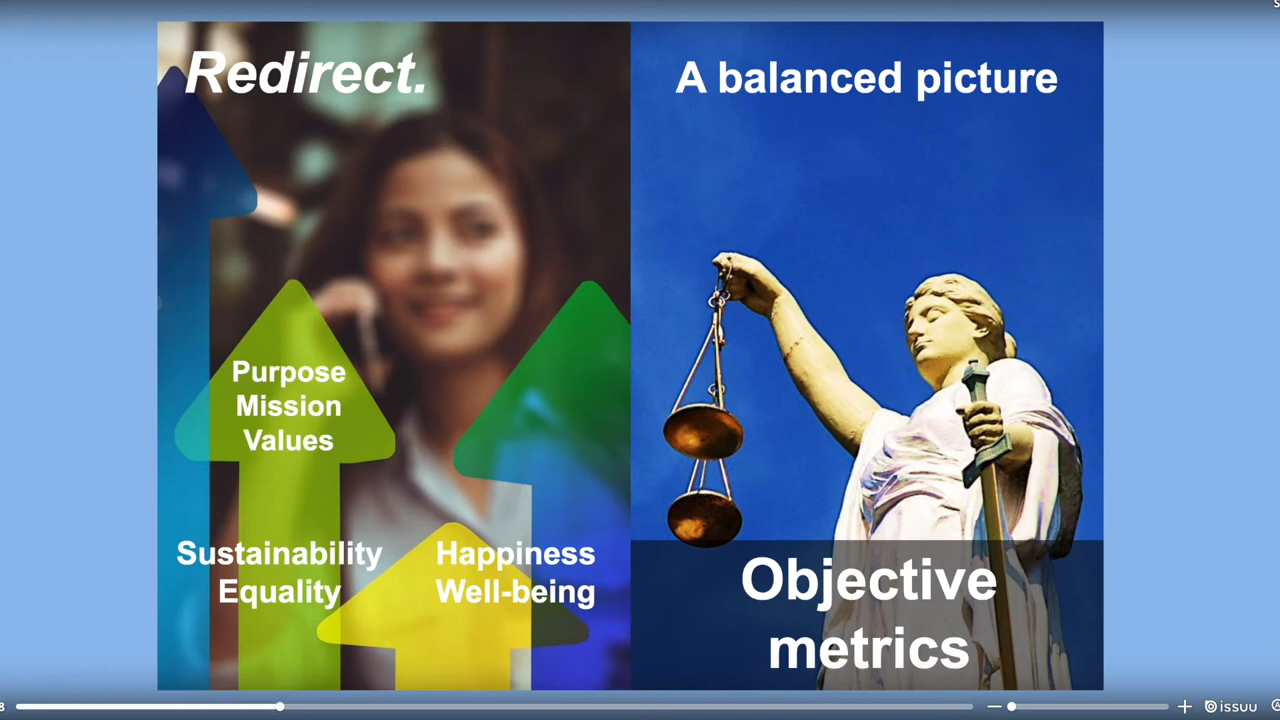 Redirect.
Purpose
Mission
Values
Sustainability
Equality
Happiness
Well-being
A balanced picture
Objective
metrics
issuu